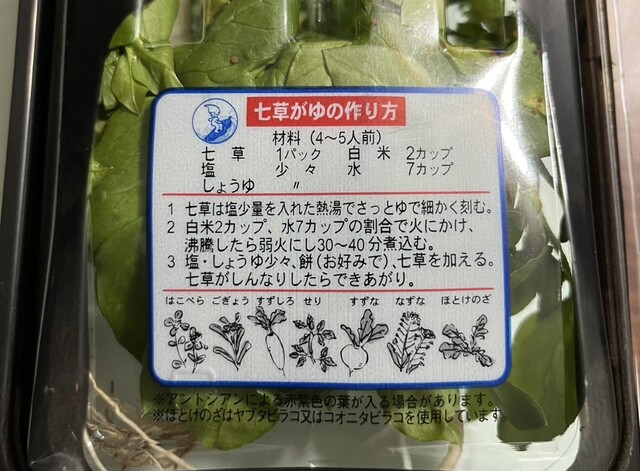 七草がゆの作り方
材料（4〜5人前）
七草 1パック 白米 2カップ
塩 少々 水 7カップ
しょうゆ 〃
1 七草は塩少量を入れた熱湯でさっとゆで細かく刻む。
2 白米2カップ、水7カップの割合で火にかけ、
沸騰したら弱火にし30〜40分煮込む。
3 塩・しょうゆ少々、餅（お好みで）、七草を加える。
七草がしんなりしたらできあがり。
はこべら ごぎょう すずしろ せり すずな なずな ほとけのざ
※アントシアンによる赤紫色の葉が入る場合があります。
※ほとけのざはヤブタビラコ又はコオニタビラコを使用しています。